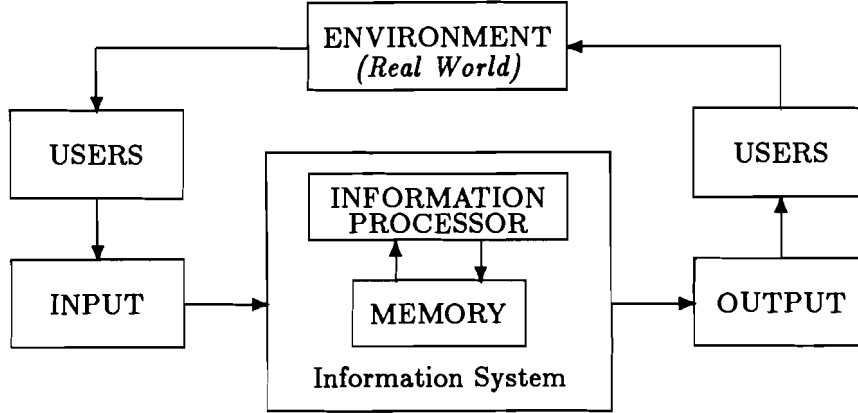 ENVIRONMENT
(Real World)
USERS
USERS
INFORMATION
PROCESSOR
INPUT
MEMORY
OUTPUT
Information System